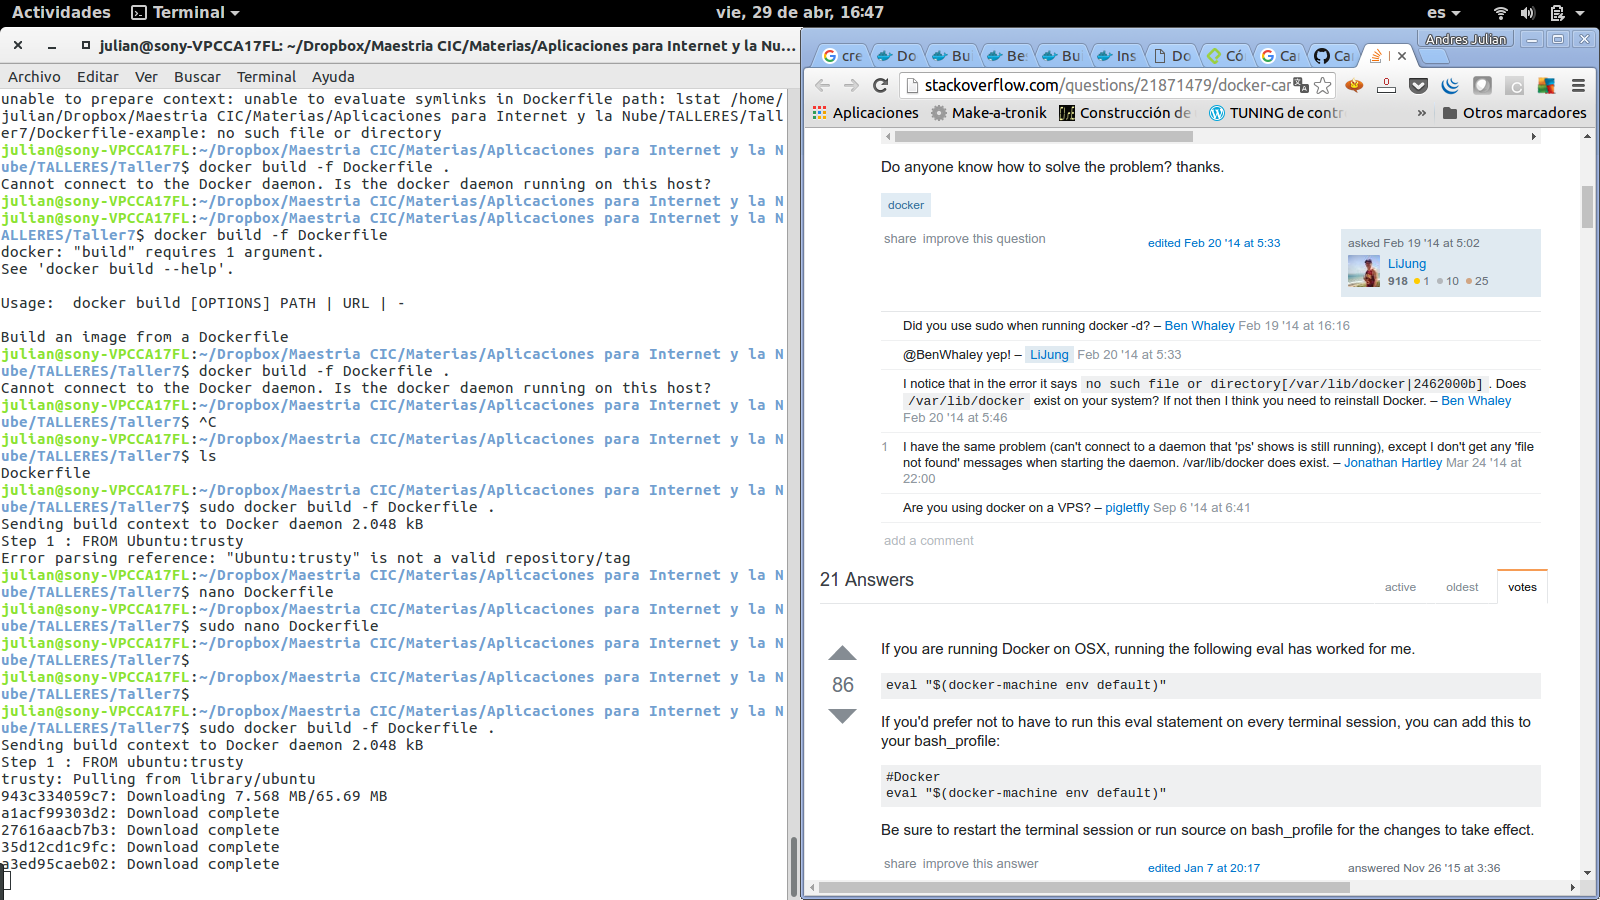 Actividades Terminal vie, 29 de abr, 16:47 es
julian@sony-VPCCA17FL: ~/Dropbox/Maestria CIC/Materias/Aplicaciones para Internet y la Nu...
Archivo Editar Ver Buscar Terminal Ayuda
unable to prepare context: unable to evaluate symlinks in Dockerfile path: lstat /home/
julian/Dropbox/Maestria CIC/Materias/Aplicaciones para Internet y la Nube/TALLERES/Tall
er7/Dockerfile-example: no such file or directory
julian@sony-VPCCA17FL:~/Dropbox/Maestria CIC/Materias/Aplicaciones para Internet y la N
ube/TALLERES/Taller7$ docker build -f Dockerfile .
Cannot connect to the Docker daemon. Is the docker daemon running on this host?
julian@sony-VPCCA17FL:~/Dropbox/Maestria CIC/Materias/Aplicaciones para Internet y la N
julian@sony-VPCCA17FL:~/Dropbox/Maestria CIC/Materias/Aplicaciones para Internet y la N
ALLERES/Taller7$ docker build -f Dockerfile
docker: "build" requires 1 argument.
See 'docker build --help'.
Usage:  docker build [OPTIONS] PATH | URL | -
Build an image from a Dockerfile
julian@sony-VPCCA17FL:~/Dropbox/Maestria CIC/Materias/Aplicaciones para Internet y la N
ube/TALLERES/Taller7$ docker build -f Dockerfile .
Cannot connect to the Docker daemon. Is the docker daemon running on this host?
julian@sony-VPCCA17FL:~/Dropbox/Maestria CIC/Materias/Aplicaciones para Internet y la N
ube/TALLERES/Taller7$ ^C
julian@sony-VPCCA17FL:~/Dropbox/Maestria CIC/Materias/Aplicaciones para Internet y la N
ube/TALLERES/Taller7$ ls
Dockerfile
julian@sony-VPCCA17FL:~/Dropbox/Maestria CIC/Materias/Aplicaciones para Internet y la N
ube/TALLERES/Taller7$ sudo docker build -f Dockerfile .
Sending build context to Docker daemon 2.048 kB
Step 1 : FROM Ubuntu:trusty
Error parsing reference: "Ubuntu:trusty" is not a valid repository/tag
julian@sony-VPCCA17FL:~/Dropbox/Maestria CIC/Materias/Aplicaciones para Internet y la N
ube/TALLERES/Taller7$ nano Dockerfile
julian@sony-VPCCA17FL:~/Dropbox/Maestria CIC/Materias/Aplicaciones para Internet y la N
ube/TALLERES/Taller7$ sudo nano Dockerfile
julian@sony-VPCCA17FL:~/Dropbox/Maestria CIC/Materias/Aplicaciones para Internet y la N
ube/TALLERES/Taller7$
julian@sony-VPCCA17FL:~/Dropbox/Maestria CIC/Materias/Aplicaciones para Internet y la N
ube/TALLERES/Taller7$
julian@sony-VPCCA17FL:~/Dropbox/Maestria CIC/Materias/Aplicaciones para Internet y la N
ube/TALLERES/Taller7$ sudo docker build -f Dockerfile .
Sending build context to Docker daemon 2.048 kB
Step 1 : FROM ubuntu:trusty
trusty: Pulling from library/ubuntu
943c334059c7: Downloading 7.568 MB/65.69 MB
a1acf99303d2: Download complete
27616aacb7b3: Download complete
35d12cd1c9fc: Download complete
a3ed95caeb02: Download complete
Andres Julian
cre Do Bu Be Bu Ins Do Có Ca Ca
stackoverflow.com/questions/21871479/docker-car
0
Aplicaciones Make-a-tronik Construcción de TUNING de contr » Otros marcadores
Do anyone know how to solve the problem? thanks.
docker
share improve this question
edited Feb 20 '14 at 5:33
asked Feb 19 '14 at 5:02
LiJung
918 1 10 25
Did you use sudo when running docker -d? – Ben Whaley Feb 19 '14 at 16:16
@BenWhaley yep! – LiJung Feb 20 '14 at 5:33
I notice that in the error it says no such file or directory[/var/lib/docker|2462000b] . Does
/var/lib/docker exist on your system? If not then I think you need to reinstall Docker. – Ben Whaley
Feb 20 '14 at 5:46
1 I have the same problem (can't connect to a daemon that 'ps' shows is still running), except I don't get any 'file
not found' messages when starting the daemon. /var/lib/docker does exist. – Jonathan Hartley Mar 24 '14 at
22:00
Are you using docker on a VPS? – pigletfly Sep 6 '14 at 6:41
add a comment
21 Answers
active oldest votes
If you are running Docker on OSX, running the following eval has worked for me.
86
eval "$(docker-machine env default)"
If you'd prefer not to have to run this eval statement on every terminal session, you can add this to
your bash_profile:
#Docker
eval "$(docker-machine env default)"
Be sure to restart the terminal session or run source on bash_profile for the changes to take effect.
share improve this answer
edited Jan 7 at 20:17
answered Nov 26 '15 at 3:36